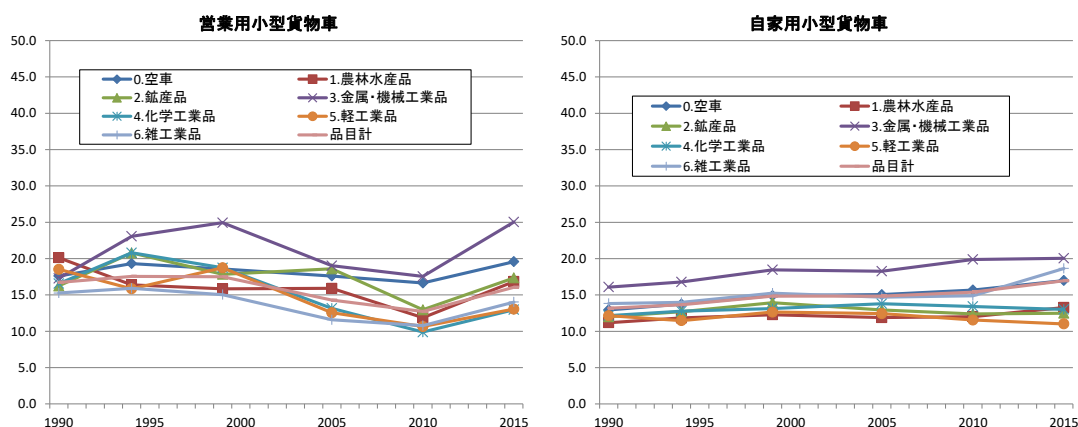 営業用小型貨物車
50.0
45.0
40.0
35.0
30.0
25.0
20.0
15.0
10.0
5.0
0.0
0.空車
1.農林水産品
2.鉱産品
3.金属・機械工業品
4.化学工業品
5.軽工業品
6.雑工業品
品目計
1990
1995
2000
2005
2010
2015
自家用小型貨物車
50.0
45.0
40.0
35.0
30.0
25.0
20.0
15.0
10.0
5.0
0.0
0.空車
1.農林水産品
2.鉱産品
3.金属・機械工業品
4.化学工業品
5.軽工業品
6.雑工業品
品目計
1990
1995
2000
2005
2010
2015